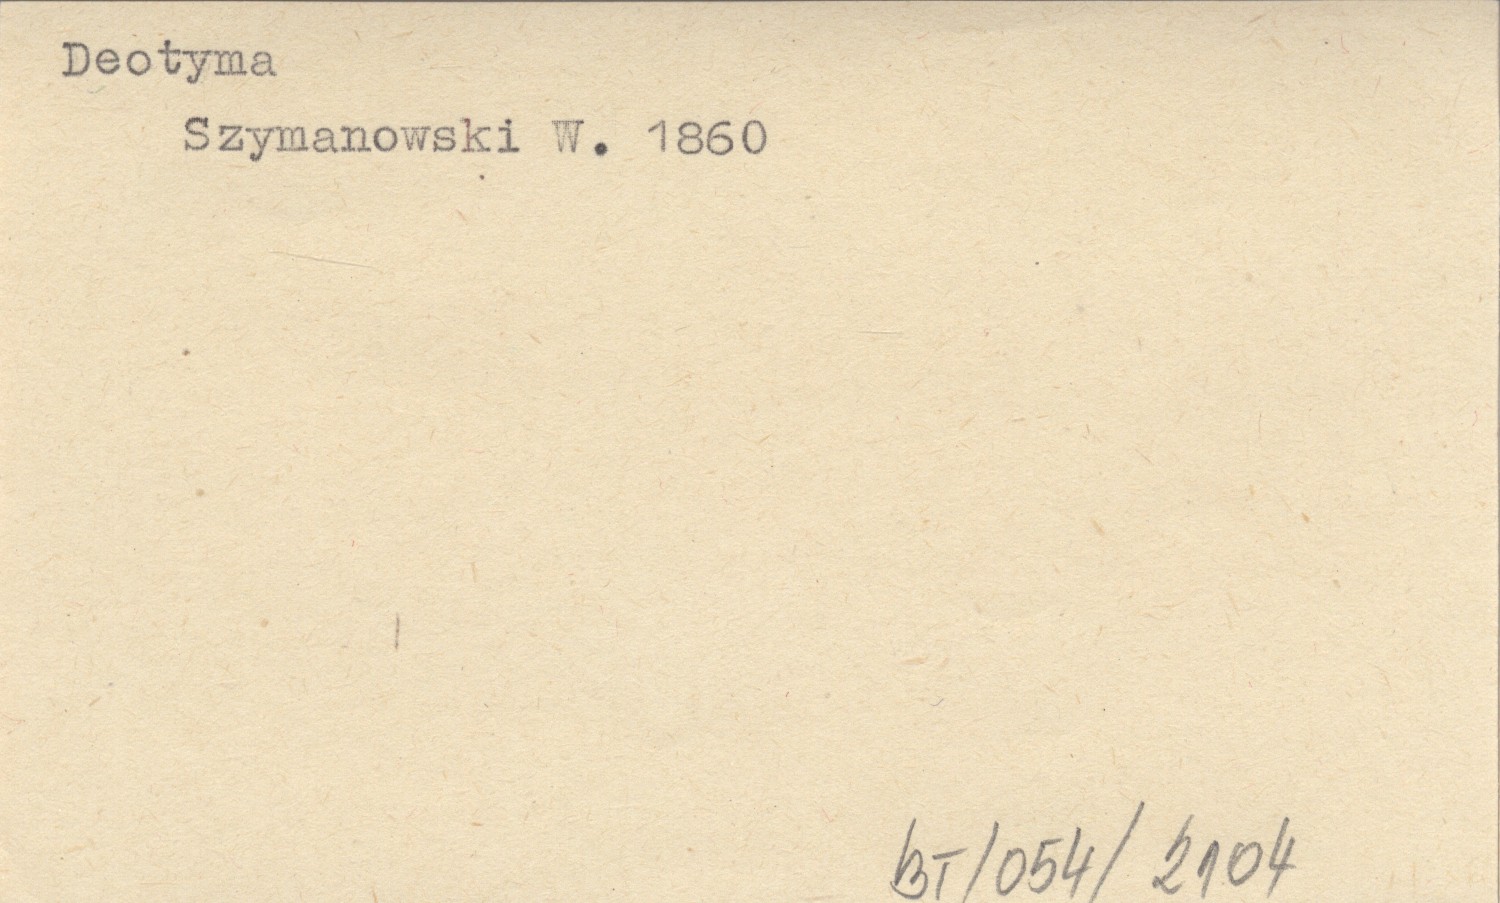 Deotyma
Szymanowski W. 1860
BT/054/2104